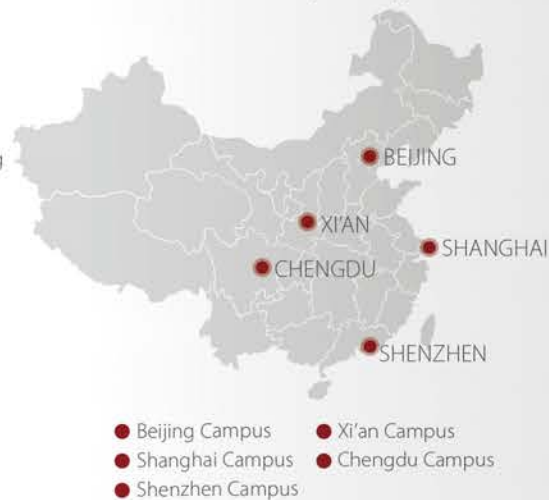 g
BEIJING
XI'AN
SHANGHAI
CHENGDU
SHENZHEN
Beijing Campus
Xi'an Campus
Shanghai Campus
Chengdu Campus
Shenzhen Campus